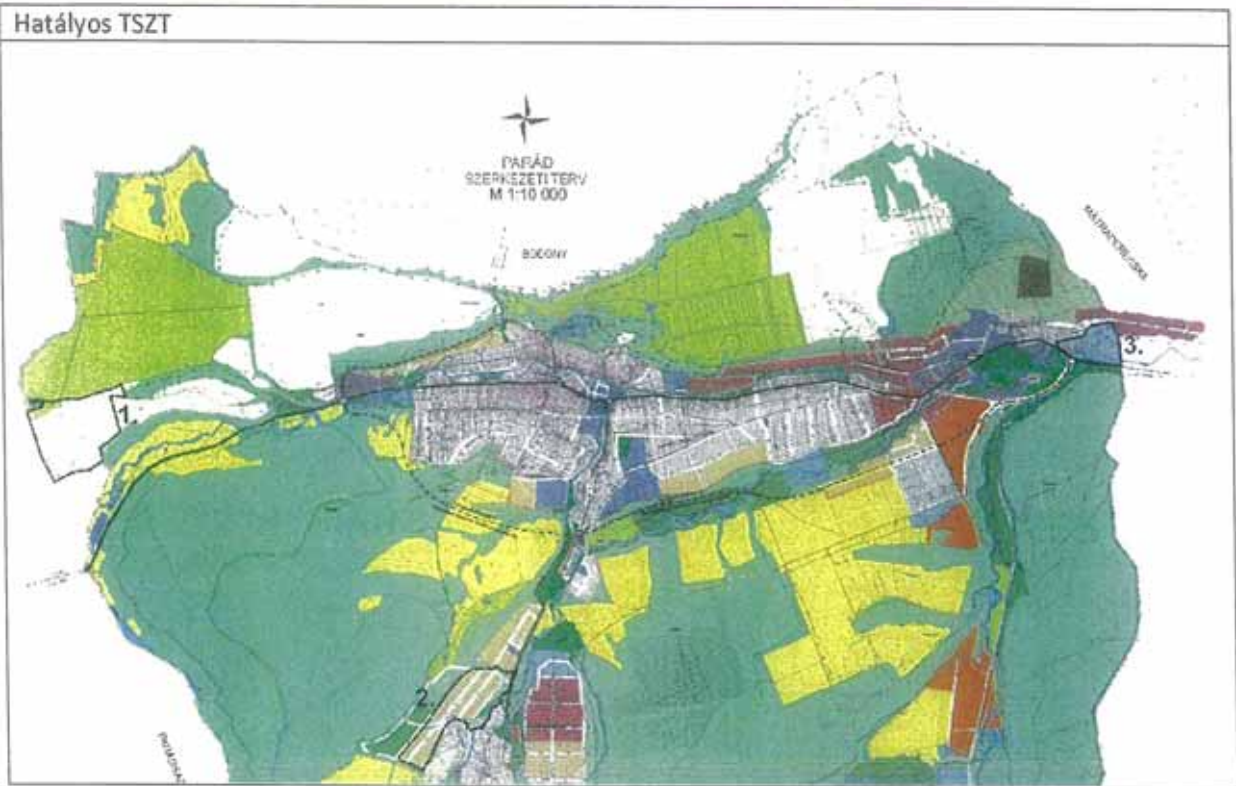 Hatályos TSZT
PARÁD
SZERKEZETI TERV
M 1:10 000
BODONY
MÁTRADERECSKE
1.
3.
2.